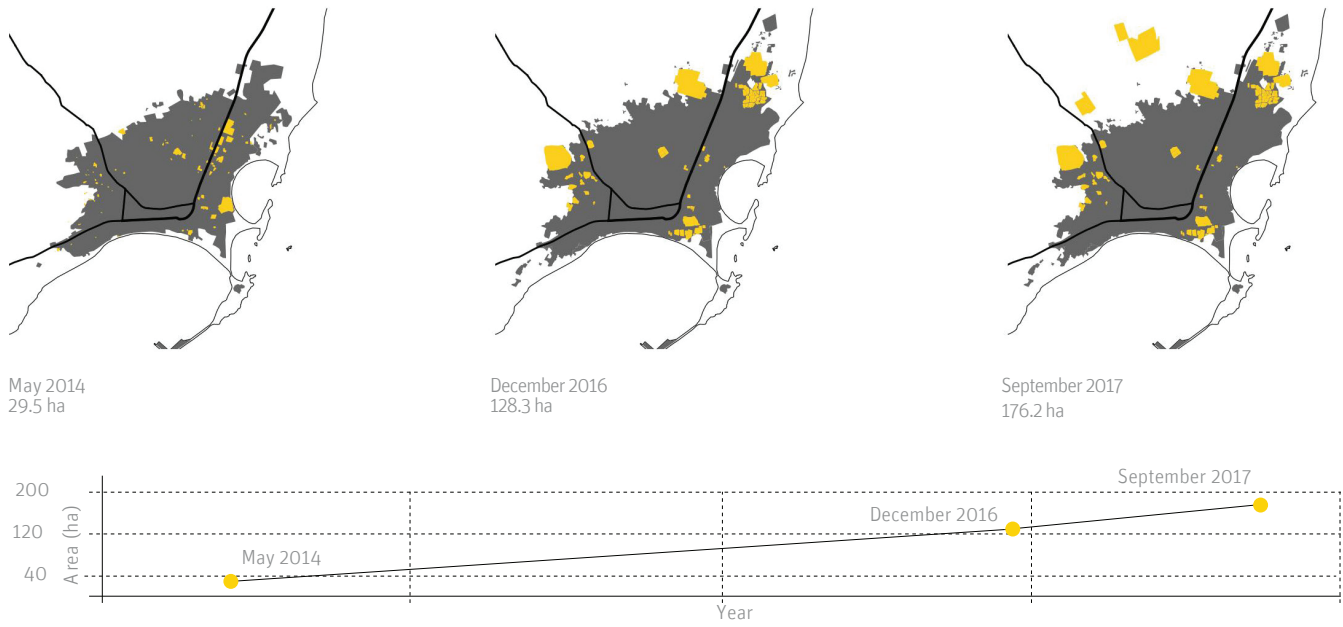 May 2014
29.5 ha
December 2016
128.3 ha
September 2017
176.2 ha
200
120
40
Area (ha)
May 2014
December 2016
September 2017
Year